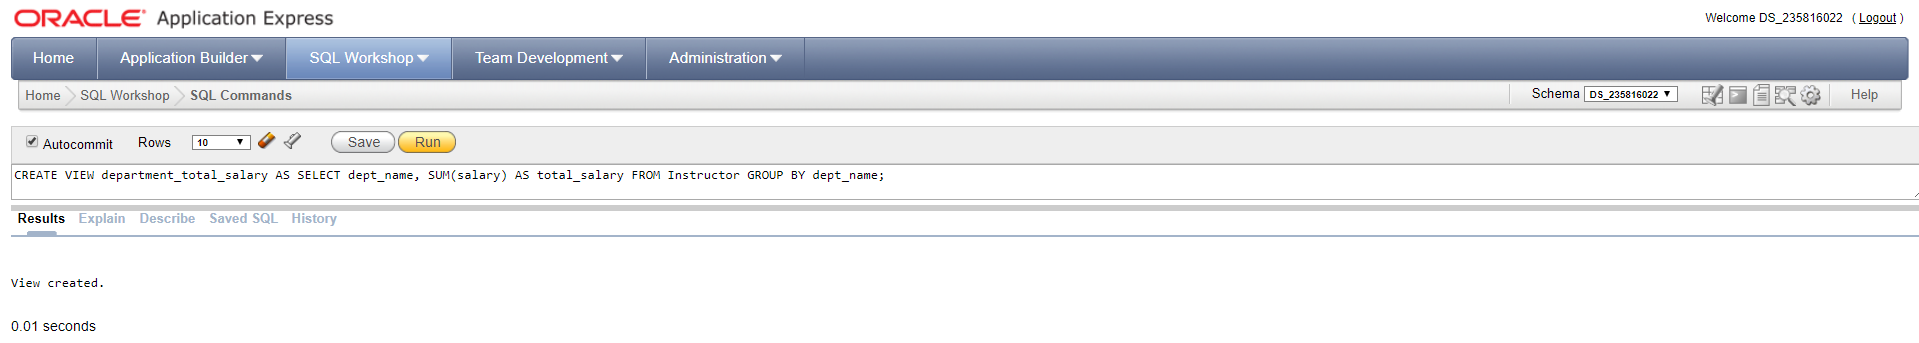 ORACLE Application Express
Welcome DS_235816022 ( Logout )
Home Application Builder SQL Workshop Team Development Administration
Home SQL Workshop SQL Commands Schema DS_235816022 Help
Autocommit Rows 10 Save Run
CREATE VIEW department_total_salary AS SELECT dept_name, SUM(salary) AS total_salary FROM Instructor GROUP BY dept_name;
Results Explain Describe Saved SQL History
View created.
0.01 seconds